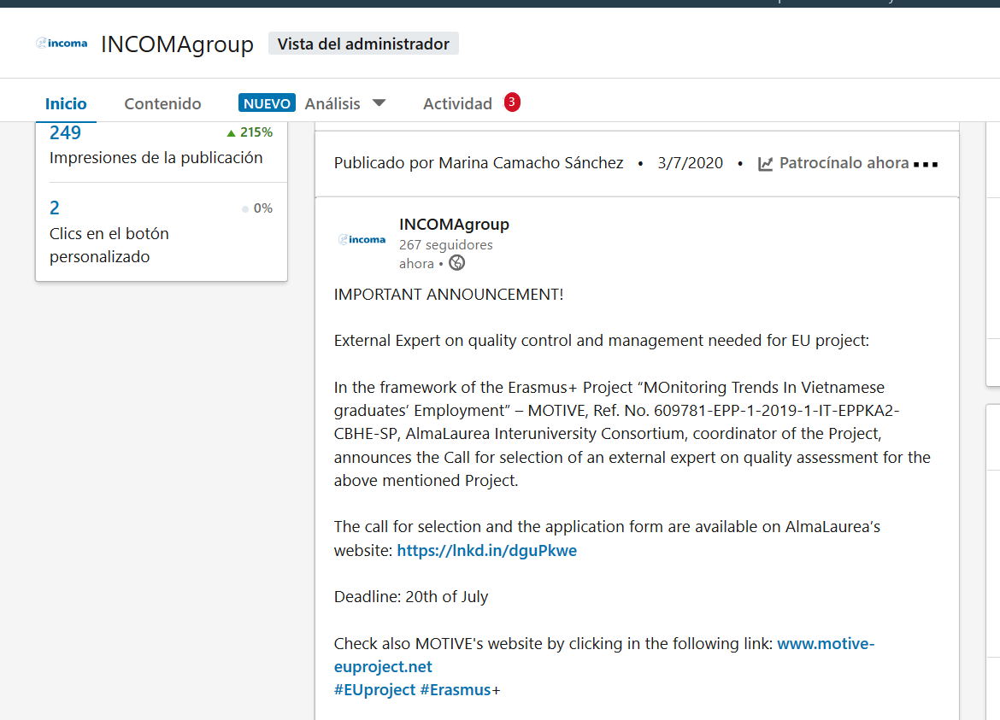 incoma INCOMAgroup Vista del administrador
Inicio Contenido NUEVO Análisis Actividad 3
249 215%
Impresiones de la publicación
2 0%
Clics en el botón
personalizado
Publicado por Marina Camacho Sánchez • 3/7/2020 • Patrocínalo ahora
incoma
INCOMAgroup
267 seguidores
ahora •
IMPORTANT ANNOUNCEMENT!
External Expert on quality control and management needed for EU project:
In the framework of the Erasmus+ Project “MOnitoring Trends In Vietnamese
graduates’ Employment” – MOTIVE, Ref. No. 609781-EPP-1-2019-1-IT-EPPKA2-
CBHE-SP, AlmaLaurea Interuniversity Consortium, coordinator of the Project,
announces the Call for selection of an external expert on quality assessment for the
above mentioned Project.
The call for selection and the application form are available on AlmaLaurea’s
website: https://lnkd.in/dguPkwe
Deadline: 20th of July
Check also MOTIVE's website by clicking in the following link: www.motive-
euproject.net
#EUproject #Erasmus+